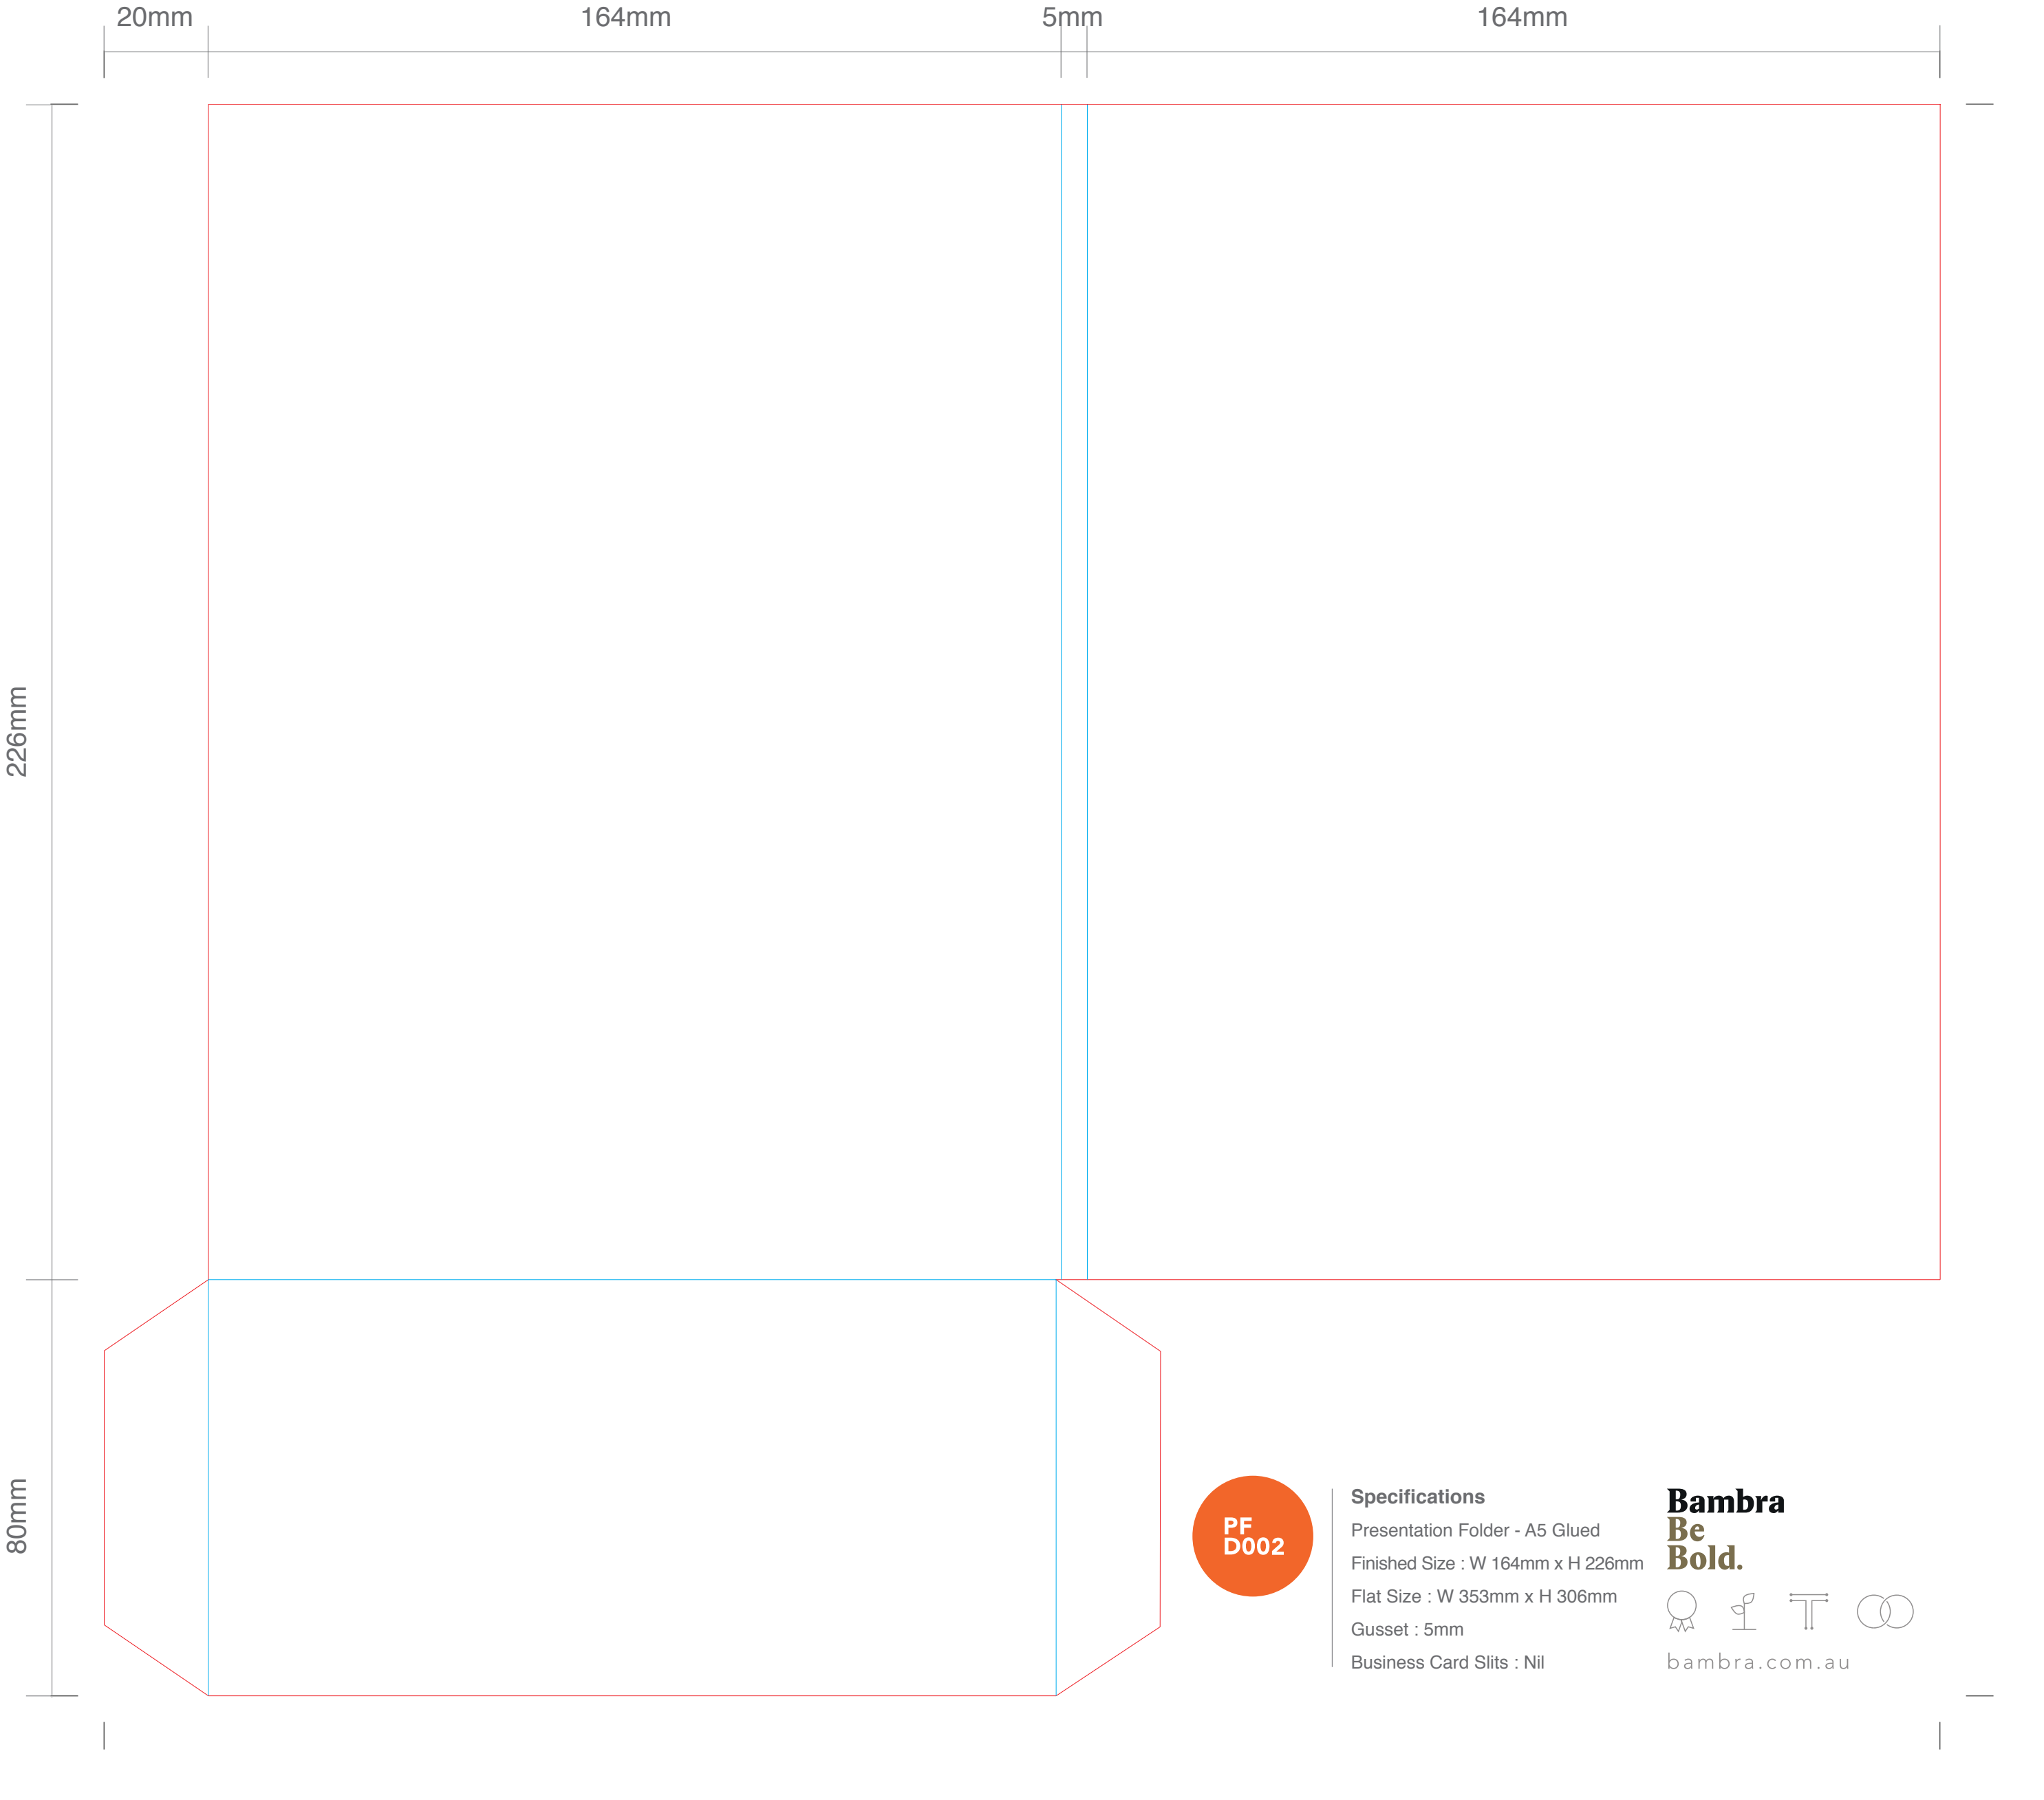 20mm 164mm 5mm 164mm
226mm
80mm
PF
D002
Specifications
Presentation Folder - A5 Glued
Finished Size : W 164mm x H 226mm
Flat Size : W 353mm x H 306mm
Gusset : 5mm
Business Card Slits : Nil
Bambra
Be
Bold.
bambra.com.au